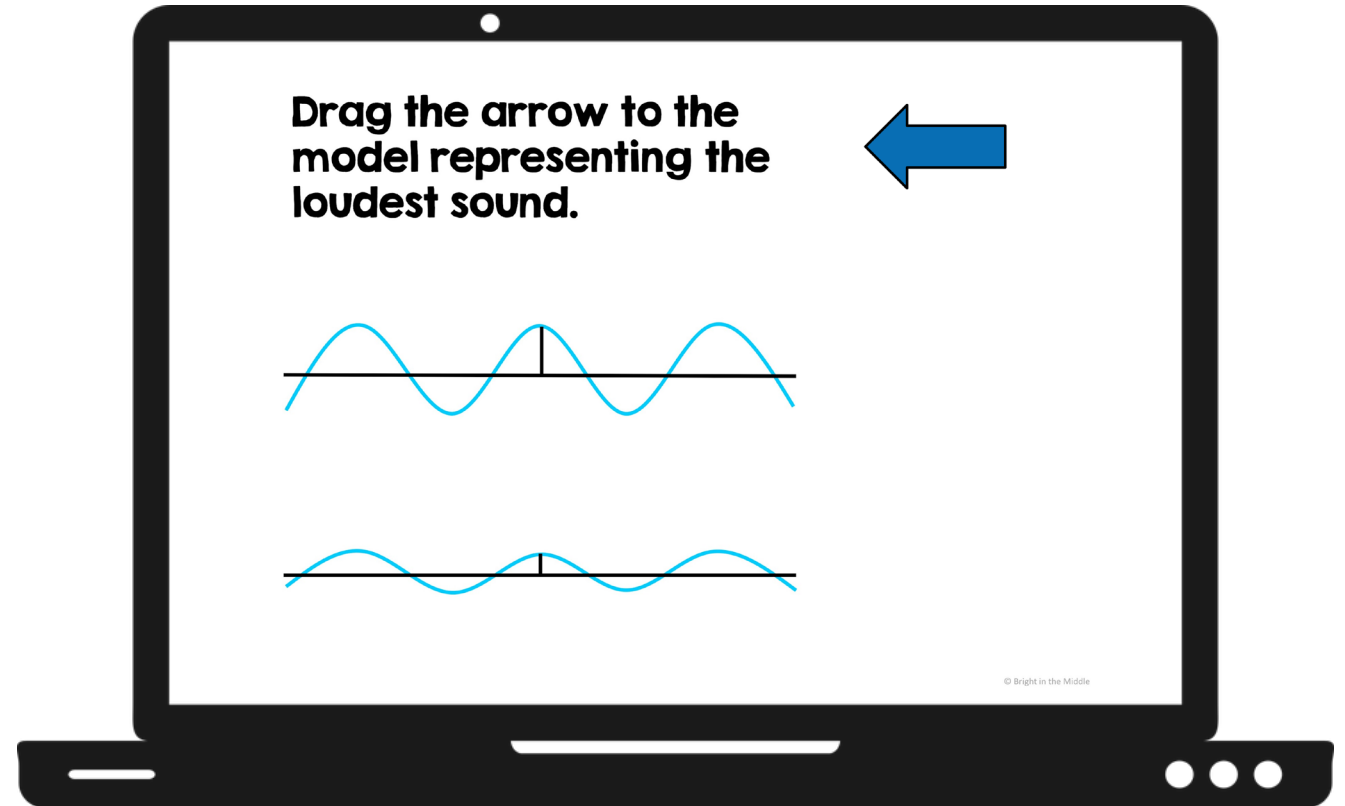 Drag the arrow to the
model representing the
loudest sound.
© Bright in the Middle